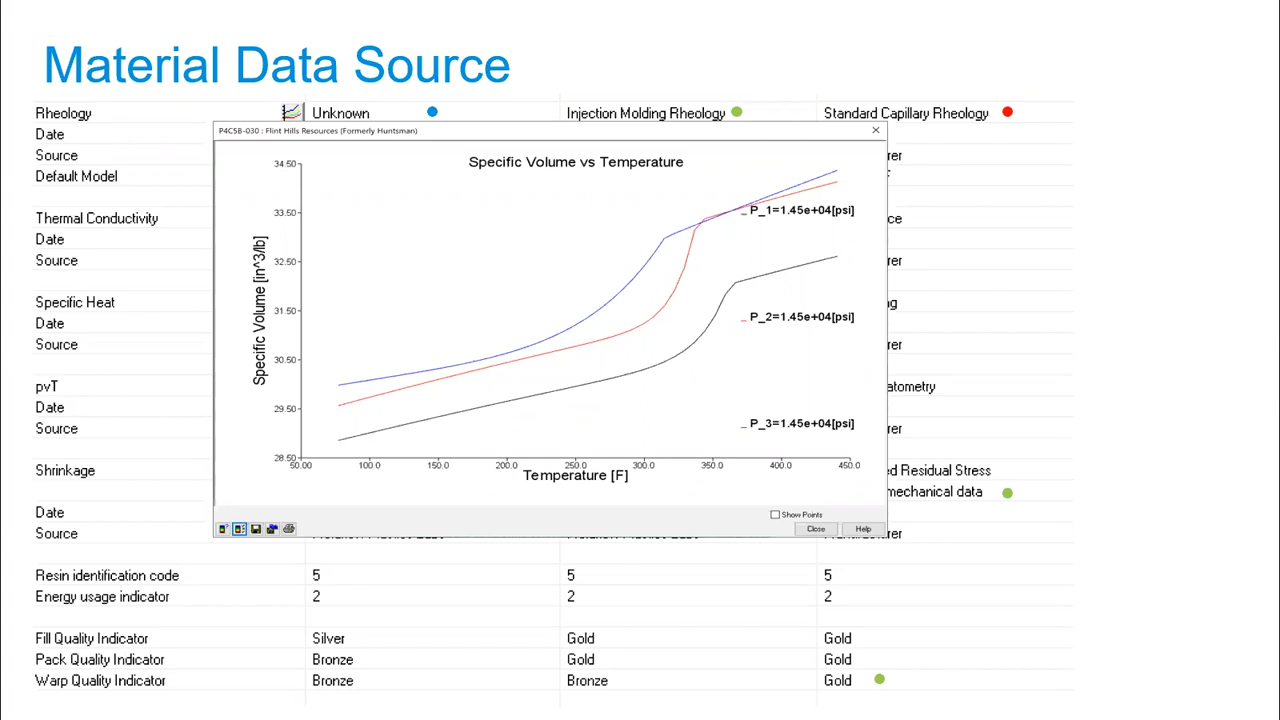 Material Data Source
Rheology Unknown Injection Molding Rheology Standard Capillary Rheology
P4C5B-030 : Flint Hills Resources (Formerly Huntsman)
Date
Source rer
Default Model
Thermal Conductivity ce
Date
Source rer
Specific Heat ng
Date
Source rer
pvT atometry
Date
Source rer
Shrinkage ed Residual Stress
mechanical data
Date
Source
Specific Volume vs Temperature
34.50
33.50
32.50
31.50
30.50
29.50
28.50
Specific Volume [in^3/lb]
P_1=1.45e+04[psi]
P_2=1.45e+04[psi]
P_3=1.45e+04[psi]
50.00 100.0 150.0 200.0 250.0 300.0 350.0 400.0 450.0
Temperature [F]
Show Points
Close Help
Resin identification code 5 5 5
Energy usage indicator 2 2 2
Fill Quality Indicator Silver Gold Gold
Pack Quality Indicator Bronze Gold Gold
Warp Quality Indicator Bronze Bronze Gold